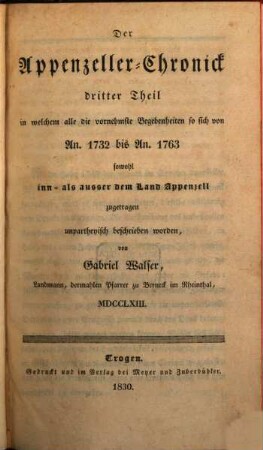 Der
Appenzeller-Chronick
dritter Theil
in welchem alle die vornehmste Begebenheiten so sich von
An. 1732 bis An. 1763
sowohl
inn- als ausser dem Land Appenzell
zugetragen
unpartheyisch beschrieben worden,
von
Gabriel Walser,
Landmann, dermahlen Pfarrer zu Berneck im Rheinthal,
MDCCLXIII.
Trogen.
Gedruckt und im Verlag bei Meyer und Zuberbühler.
1830.